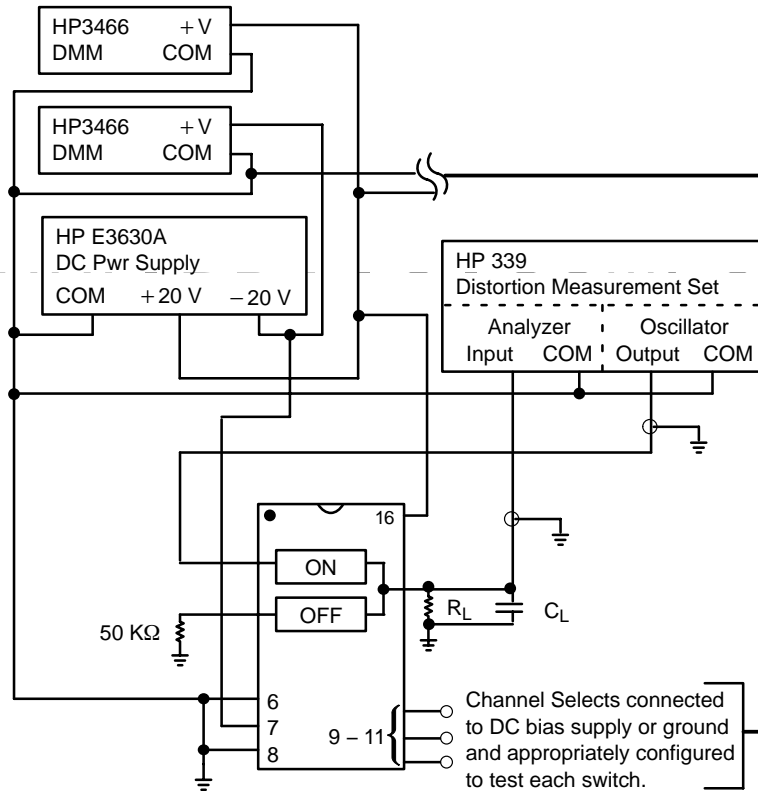 HP3466 + V
DMM COM
HP3466 + V
DMM COM
HP E3630A
DC Pwr Supply
COM + 20 V − 20 V
HP 339
Distortion Measurement Set
Analyzer Oscillator
Input COM Output COM
16
ON
OFF
50 KΩ
RL CL
6
7
8
9 – 11
Channel Selects connected
to DC bias supply or ground
and appropriately configured
to test each switch.